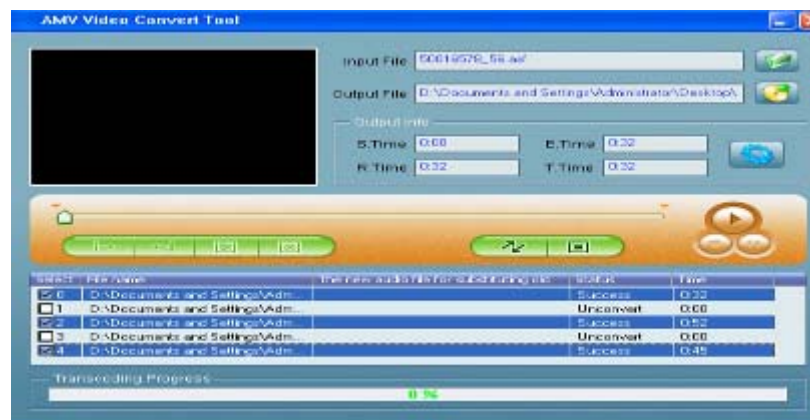 AMV Video Convert Tool
Input File 50018578_56.asf
Output File D:\Documents and Settings\Administrator\Desktop\
Output Info
S.Time 0:00 E.Time 0:32
R.Time 0:32 T.Time 0:32
Select File name The new audio file for substituting old Status Time
0 D:\Documents and Settings\Adm... Success 0:32
1 D:\Documents and Settings\Adm... Unconvert 0:00
2 D:\Documents and Settings\Adm... Success 0:52
3 D:\Documents and Settings\Adm... Unconvert 0:00
4 D:\Documents and Settings\Adm... Success 0:45
Transcoding Progress
0 %